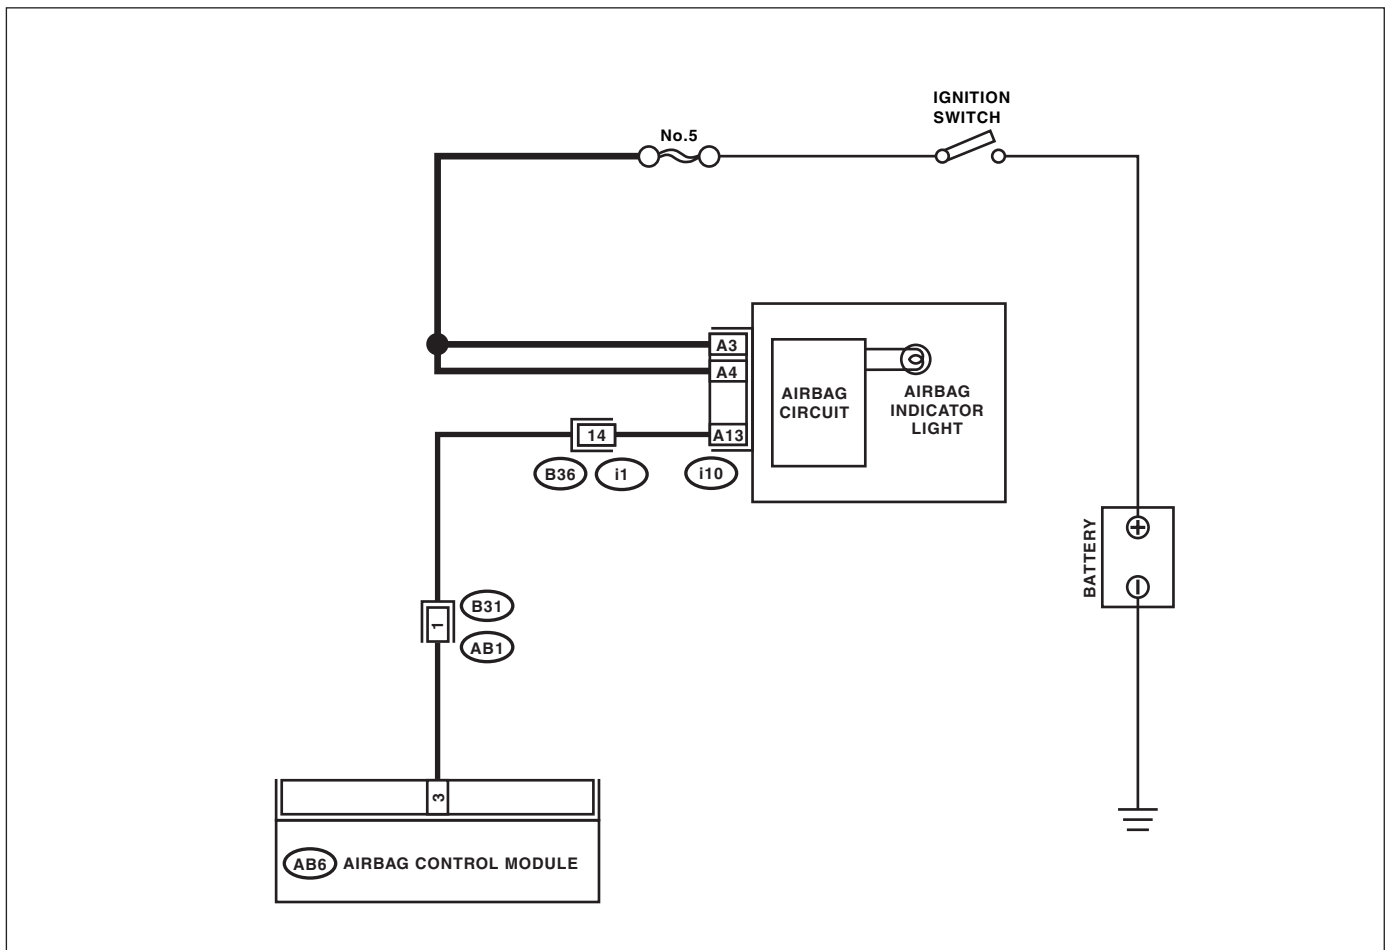 IGNITION
SWITCH
No.5
A3
A4
AIRBAG
CIRCUIT
AIRBAG
INDICATOR
LIGHT
14
A13
B36
i1
i10
BATTERY
B31
1
AB1
3
AB6 AIRBAG CONTROL MODULE